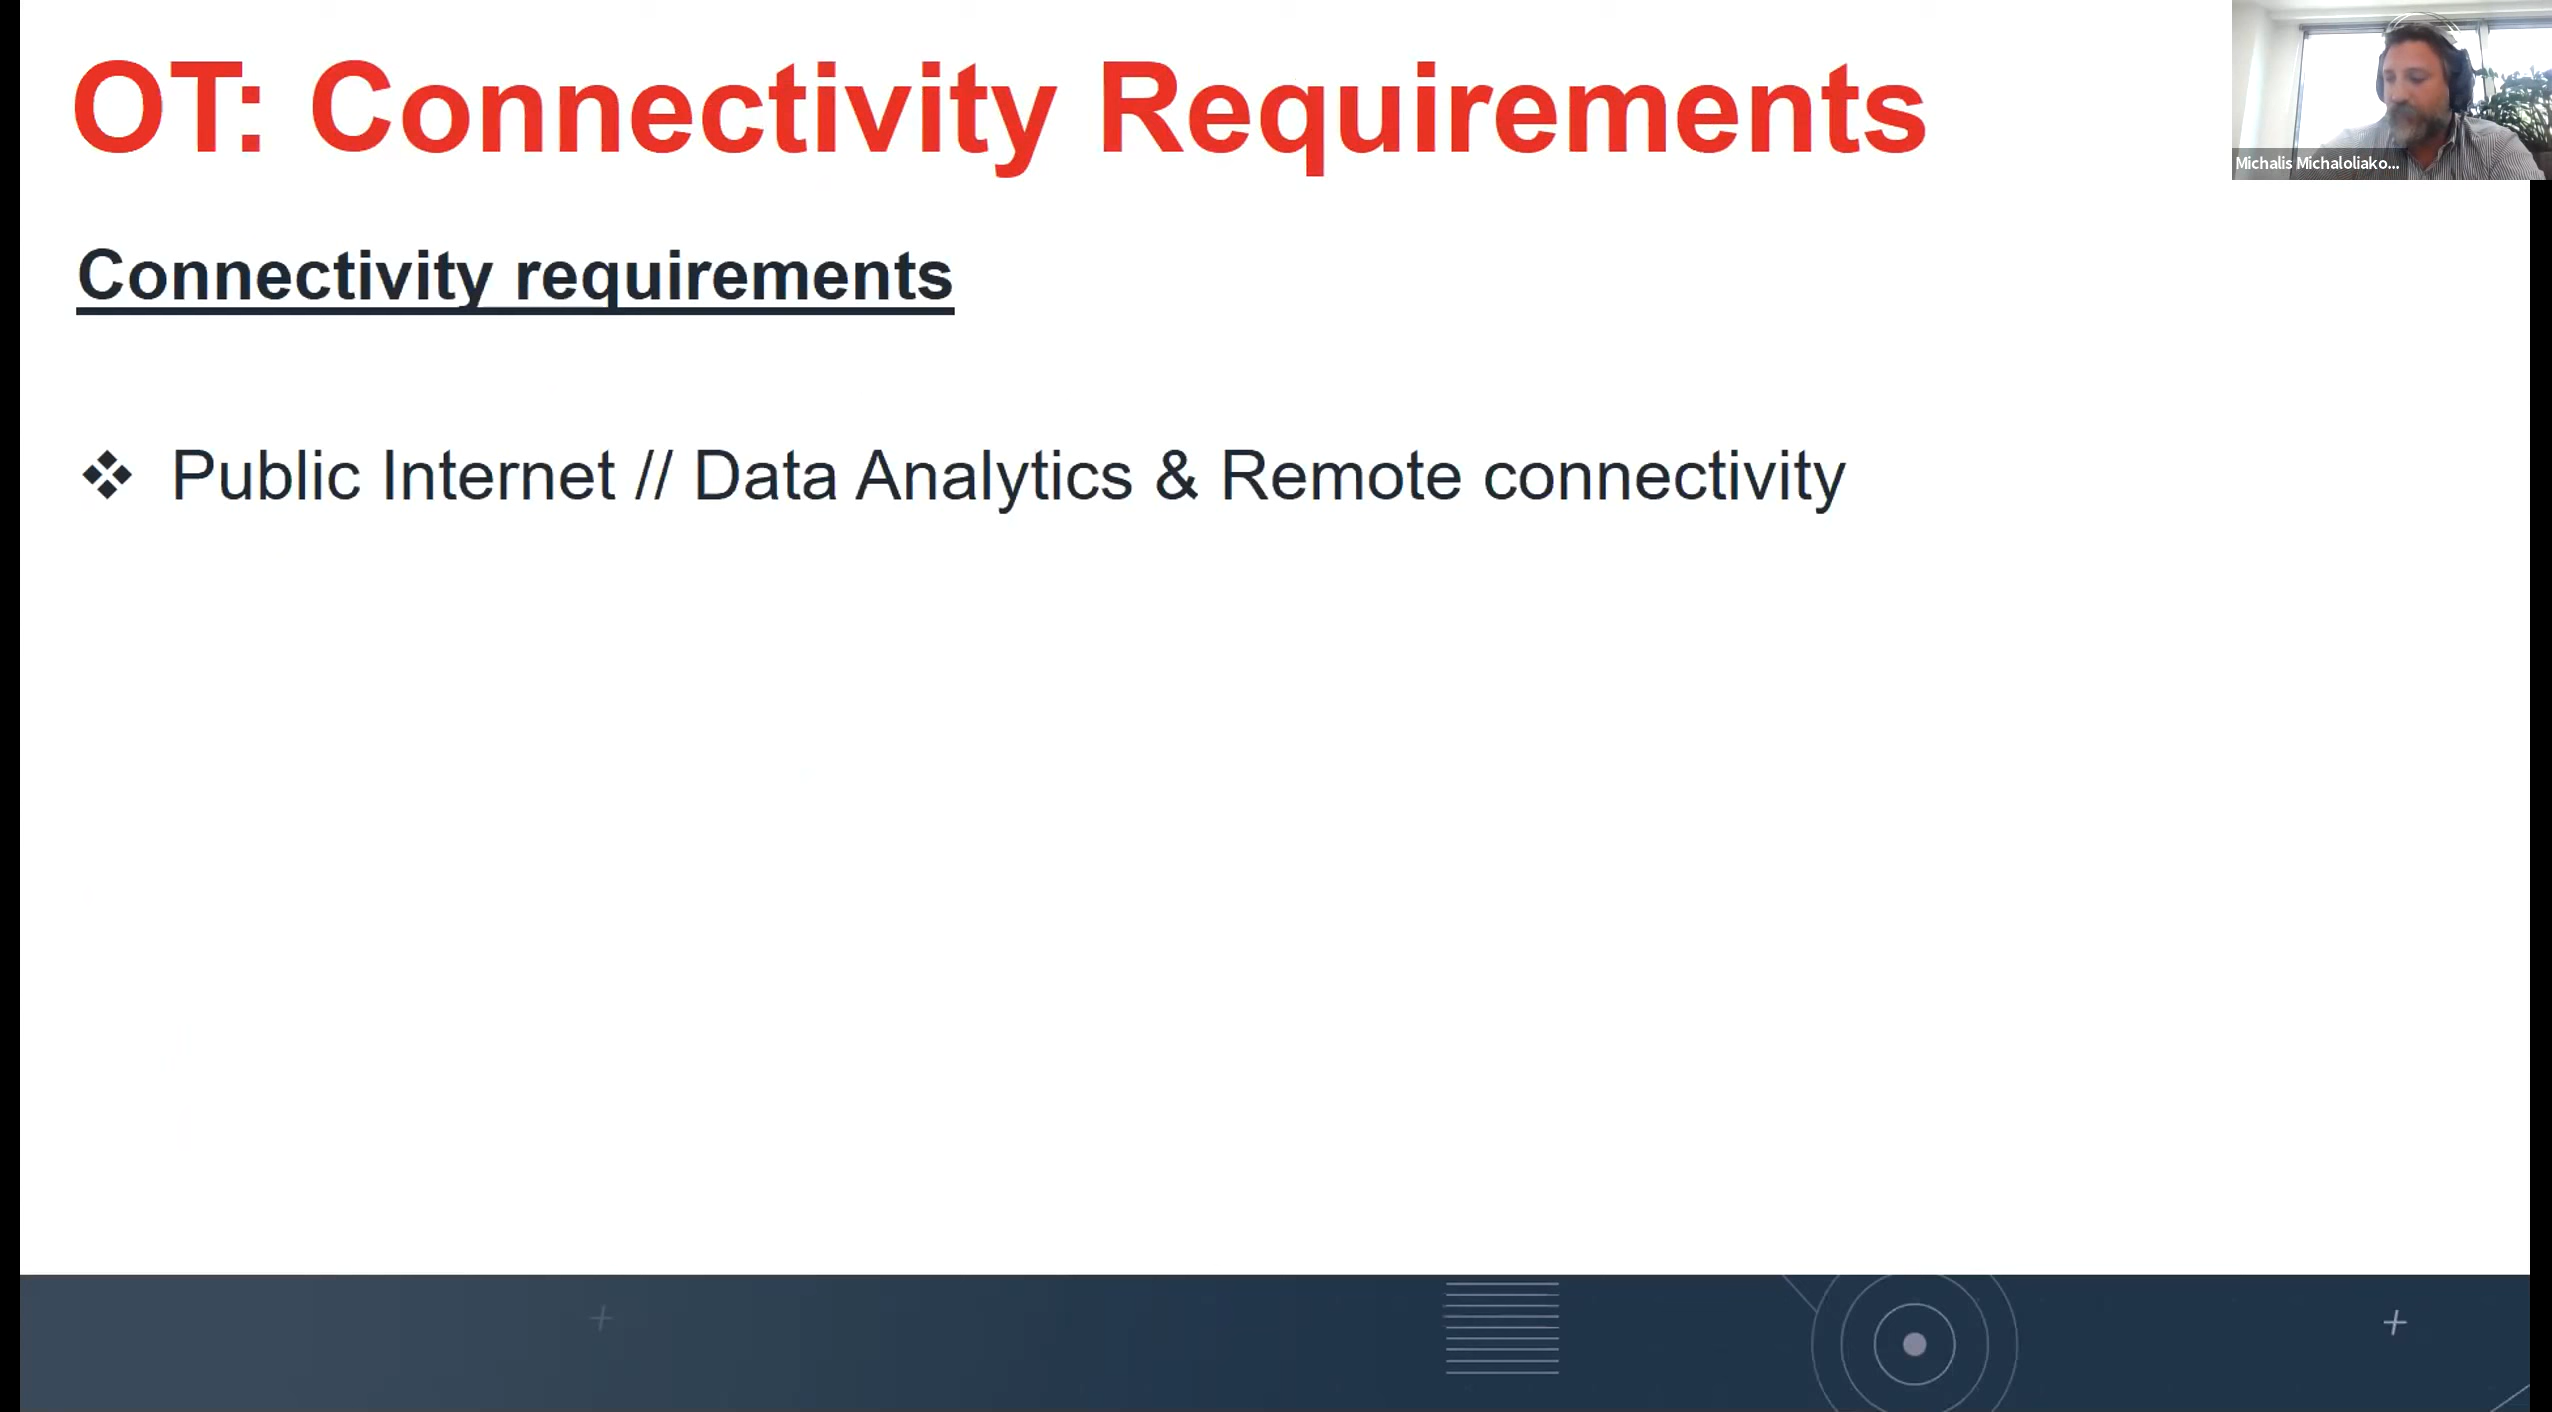 OT: Connectivity Requirements
Michalis Michaloliako...
Connectivity requirements
❖ Public Internet // Data Analytics & Remote connectivity